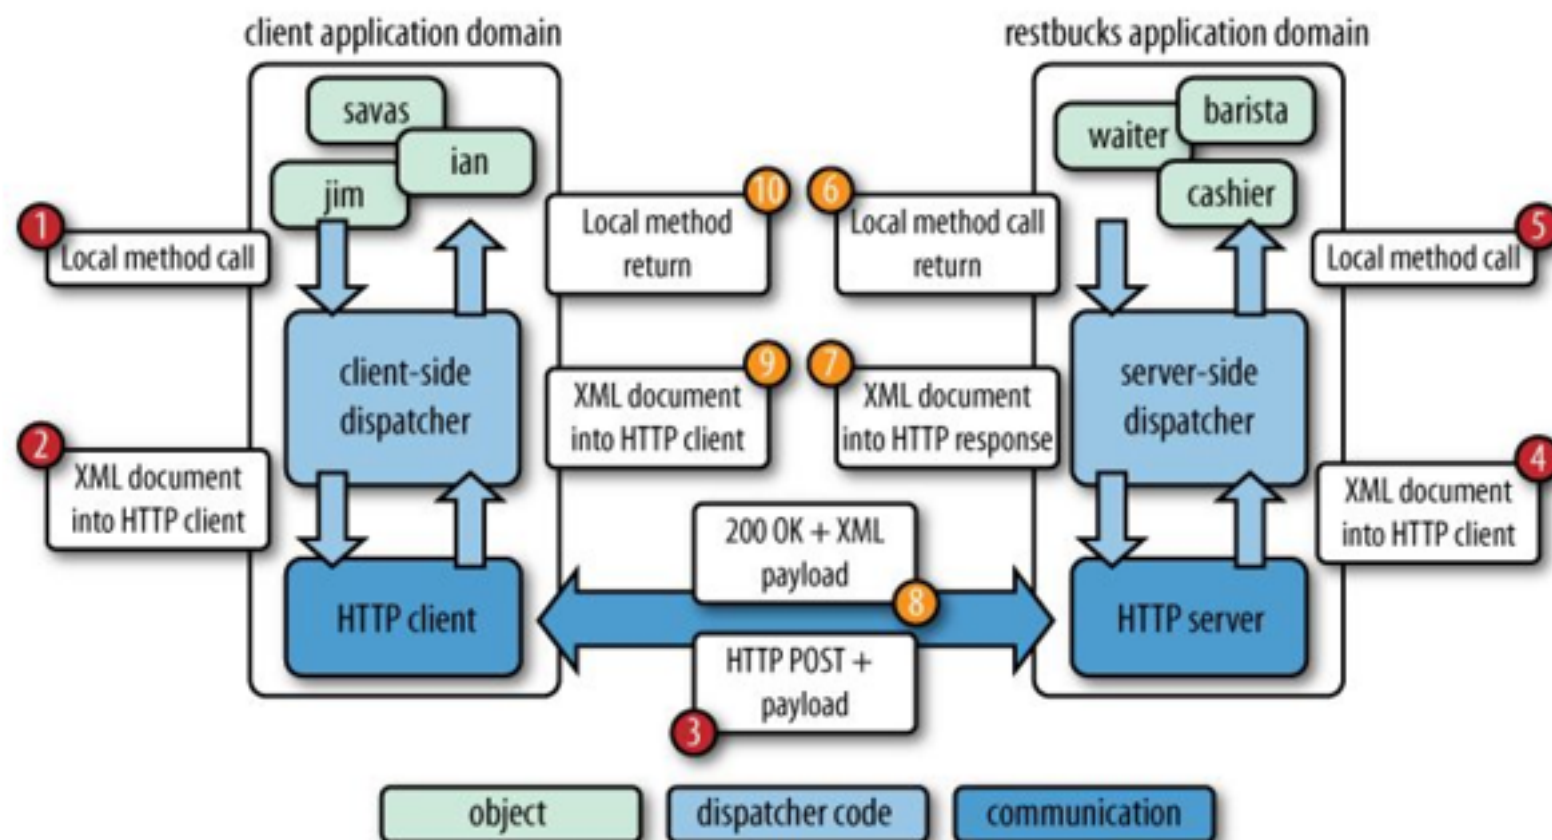 client application domain
restbucks application domain
savas
ian
jim
waiter
barista
cashier
1
Local method call
10
Local method
return
6
Local method call
return
5
Local method call
client-side
dispatcher
9
XML document
into HTTP client
7
XML document
into HTTP response
server-side
dispatcher
2
XML document
into HTTP client
4
XML document
into HTTP client
200 OK + XML
payload
8
HTTP client
HTTP server
HTTP POST +
payload
3
object
dispatcher code
communication